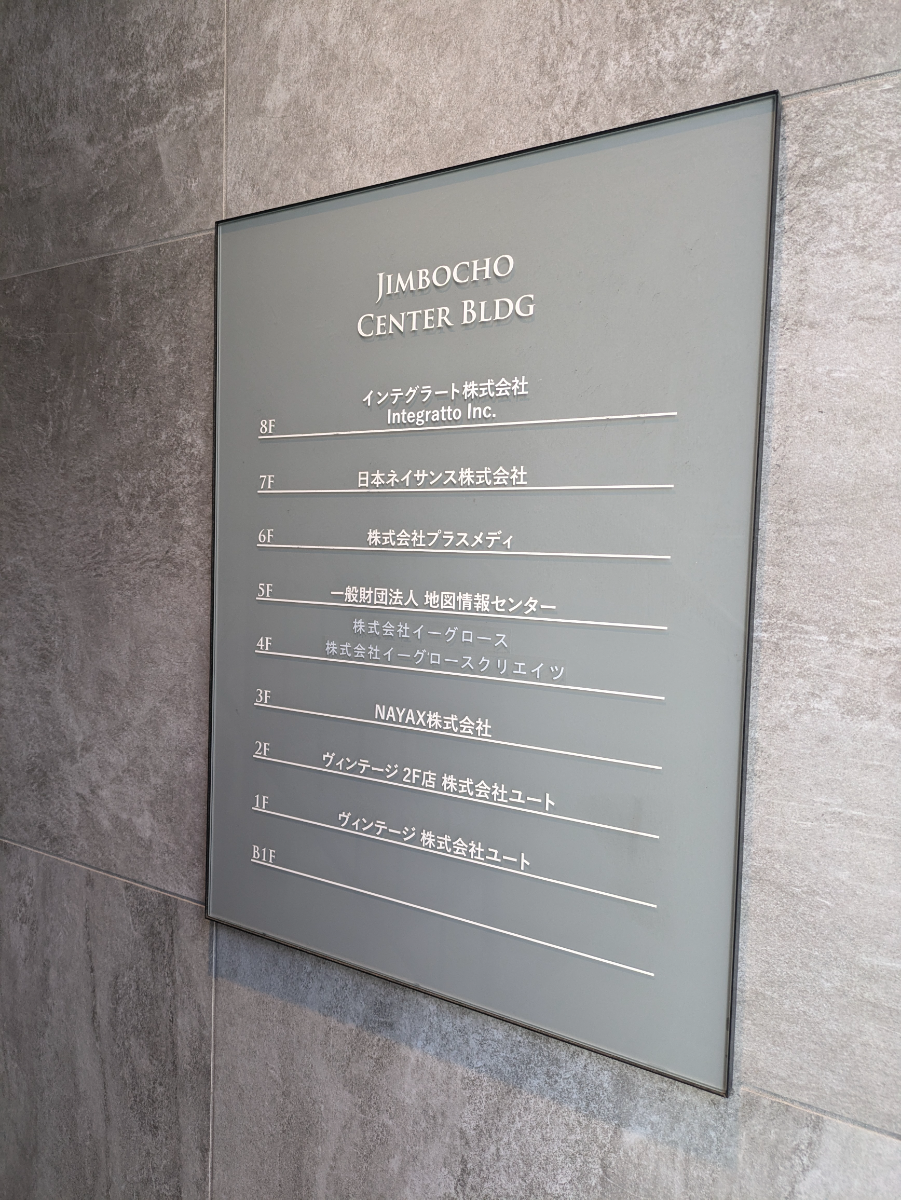 JIMBOCHO
CENTER BLDG
インテグラート株式会社
Integratto Inc.
8F
7F 日本ネイサンス株式会社
6F 株式会社プラスメディ
5F 一般財団法人 地図情報センター
株式会社イーグロース
4F 株式会社イーグロースクリエイツ
3F NAYAX株式会社
2F ヴィンテージ 2F店 株式会社ユート
1F ヴィンテージ 株式会社ユート
B1F